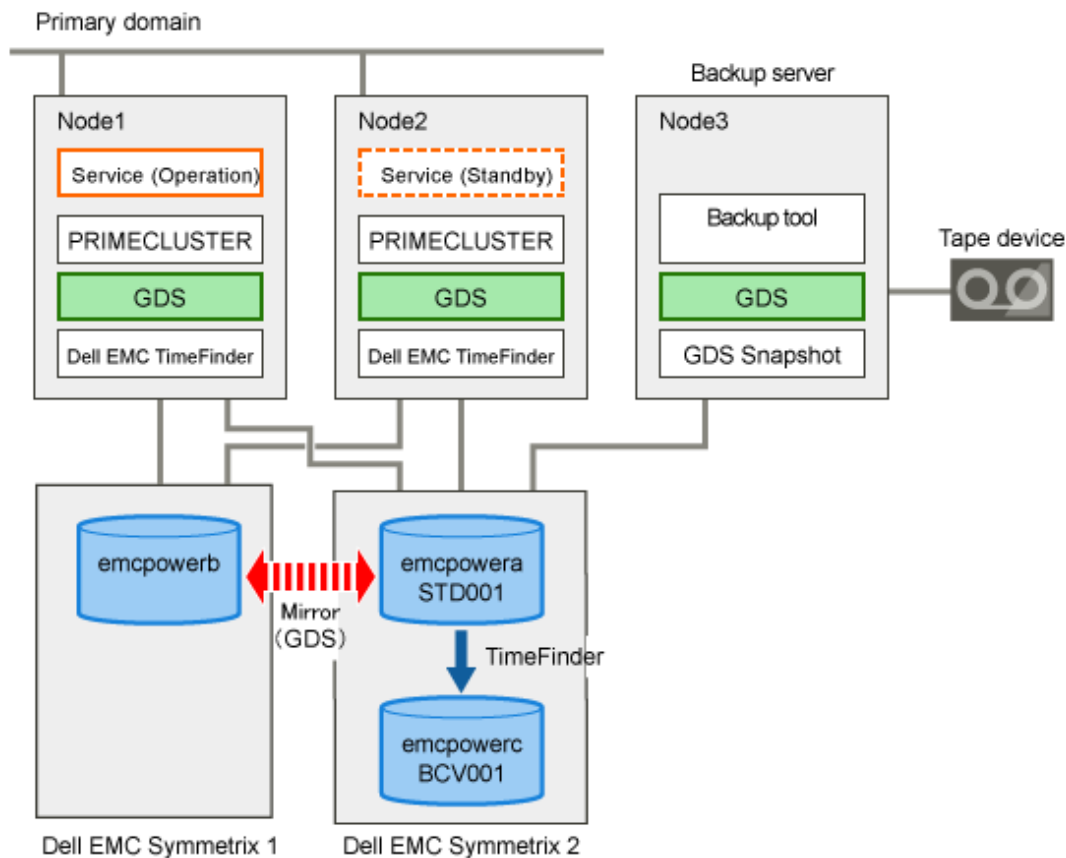 Primary domain
Backup server
Node1
Service (Operation)
PRIMECLUSTER
GDS
Dell EMC TimeFinder
Node2
Service (Standby)
PRIMECLUSTER
GDS
Dell EMC TimeFinder
Node3
Backup tool
GDS
GDS Snapshot
Tape device
emcpowerb
Mirror
(GDS)
emcpowera
STD001
TimeFinder
emcpowerc
BCV001
Dell EMC Symmetrix 1
Dell EMC Symmetrix 2